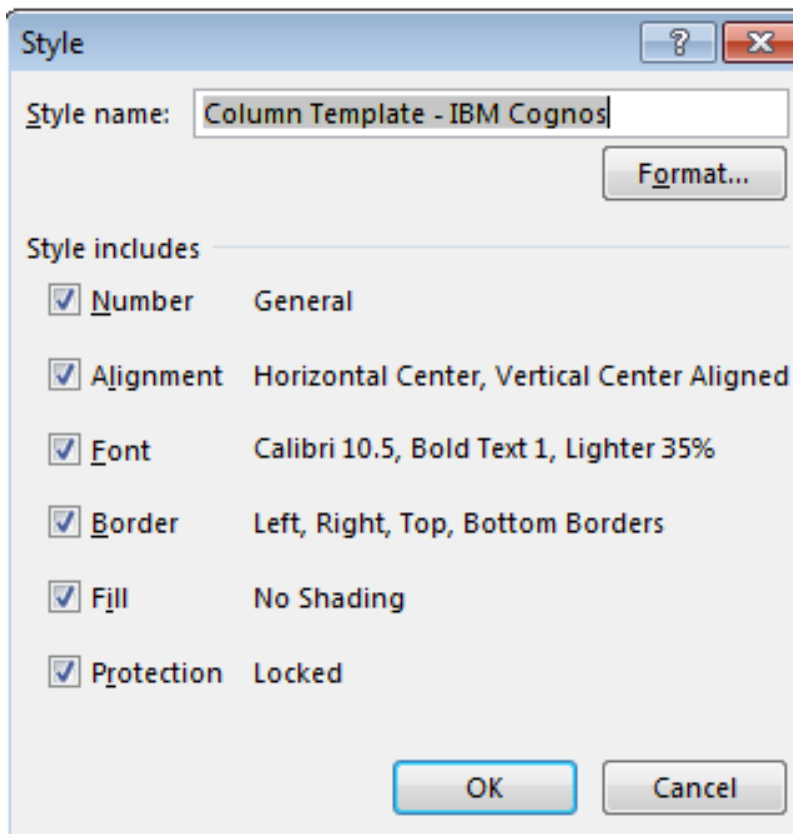 Style
Style name: Column Template - IBM Cognos
Format...
Style includes
Number General
Alignment Horizontal Center, Vertical Center Aligned
Font Calibri 10.5, Bold Text 1, Lighter 35%
Border Left, Right, Top, Bottom Borders
Fill No Shading
Protection Locked
OK Cancel